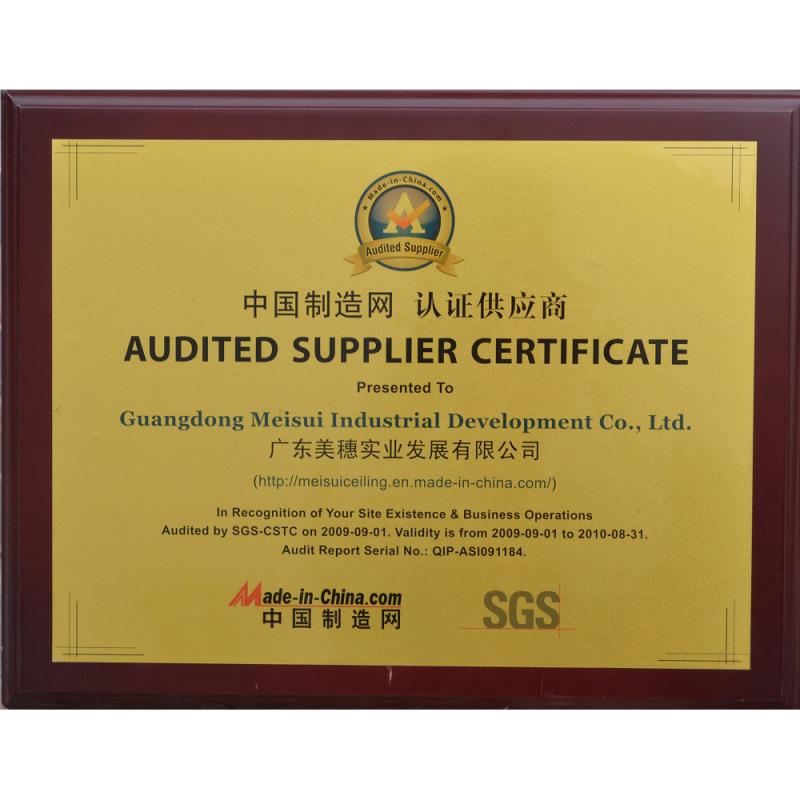 Made-in-China.com
A
Audited Supplier
中国制造网 认证供应商
AUDITED SUPPLIER CERTIFICATE
Presented To
Guangdong Meisui Industrial Development Co., Ltd.
广东美穗实业发展有限公司
(http://meisuiceiling.en.made-in-china.com/)
In Recognition of Your Site Existence & Business Operations
Audited by SGS-CSTC on 2009-09-01. Validity is from 2009-09-01 to 2010-08-31.
Audit Report Serial No.: QIP-ASI091184.
Made-in-China.com
中国制造网
SGS